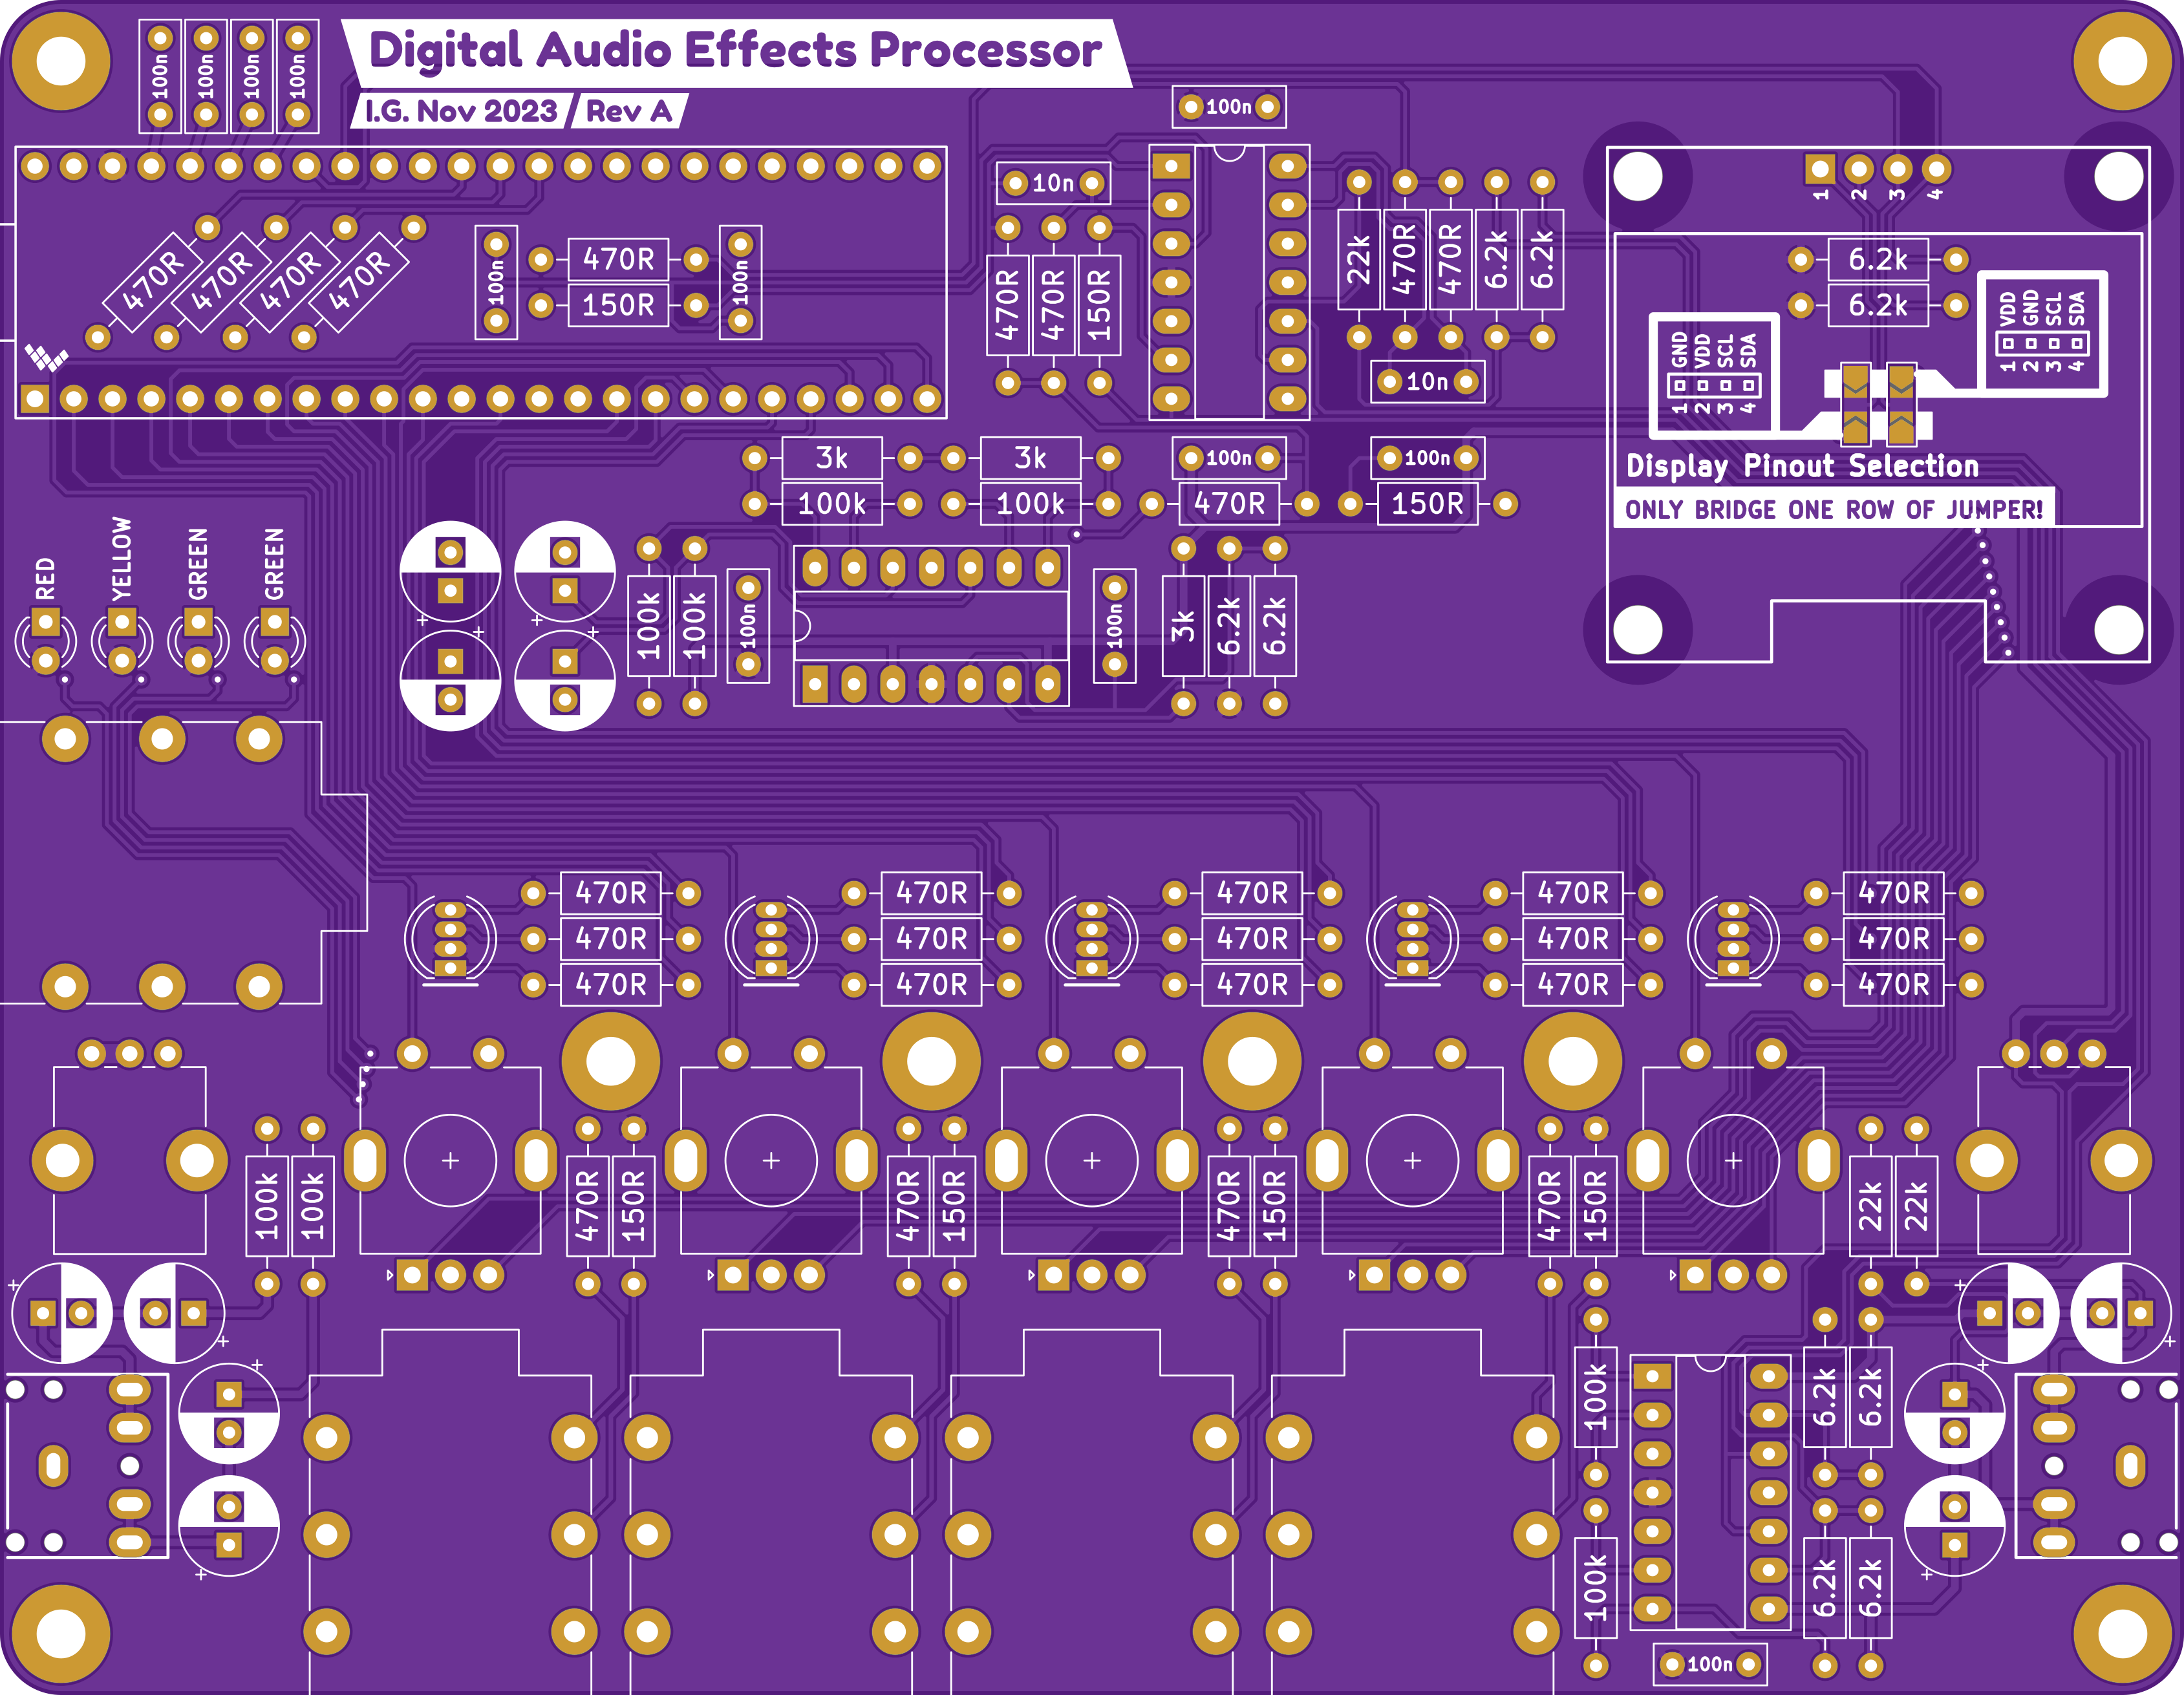 Digital Audio Effects Processor
I.G. Nov 2023 / Rev A
100n 100n 100n 100n
100n
10n
470R 470R 470R 470R
100n
470R
150R
100n
470R 470R 150R
22k 470R 470R 6.2k 6.2k
10n
1 2 3 4
6.2k
6.2k
GND VDD SCL SDA
1 2 3 4
VDD GND SCL SDA
1 2 3 4
Display Pinout Selection
ONLY BRIDGE ONE ROW OF JUMPER!
3k 3k 100n 100n
100k 100k 470R 150R
RED YELLOW GREEN GREEN
+ + + +
100k 100k 100n
100n 3k 6.2k 6.2k
470R 470R 470R 470R 470R
470R 470R 470R 470R 470R
470R 470R 470R 470R 470R
100k 100k
470R 150R 470R 150R 470R 150R 470R 150R
22k 22k
+ + + +
+ + + +
100k 6.2k 6.2k
100k 6.2k 6.2k
100n